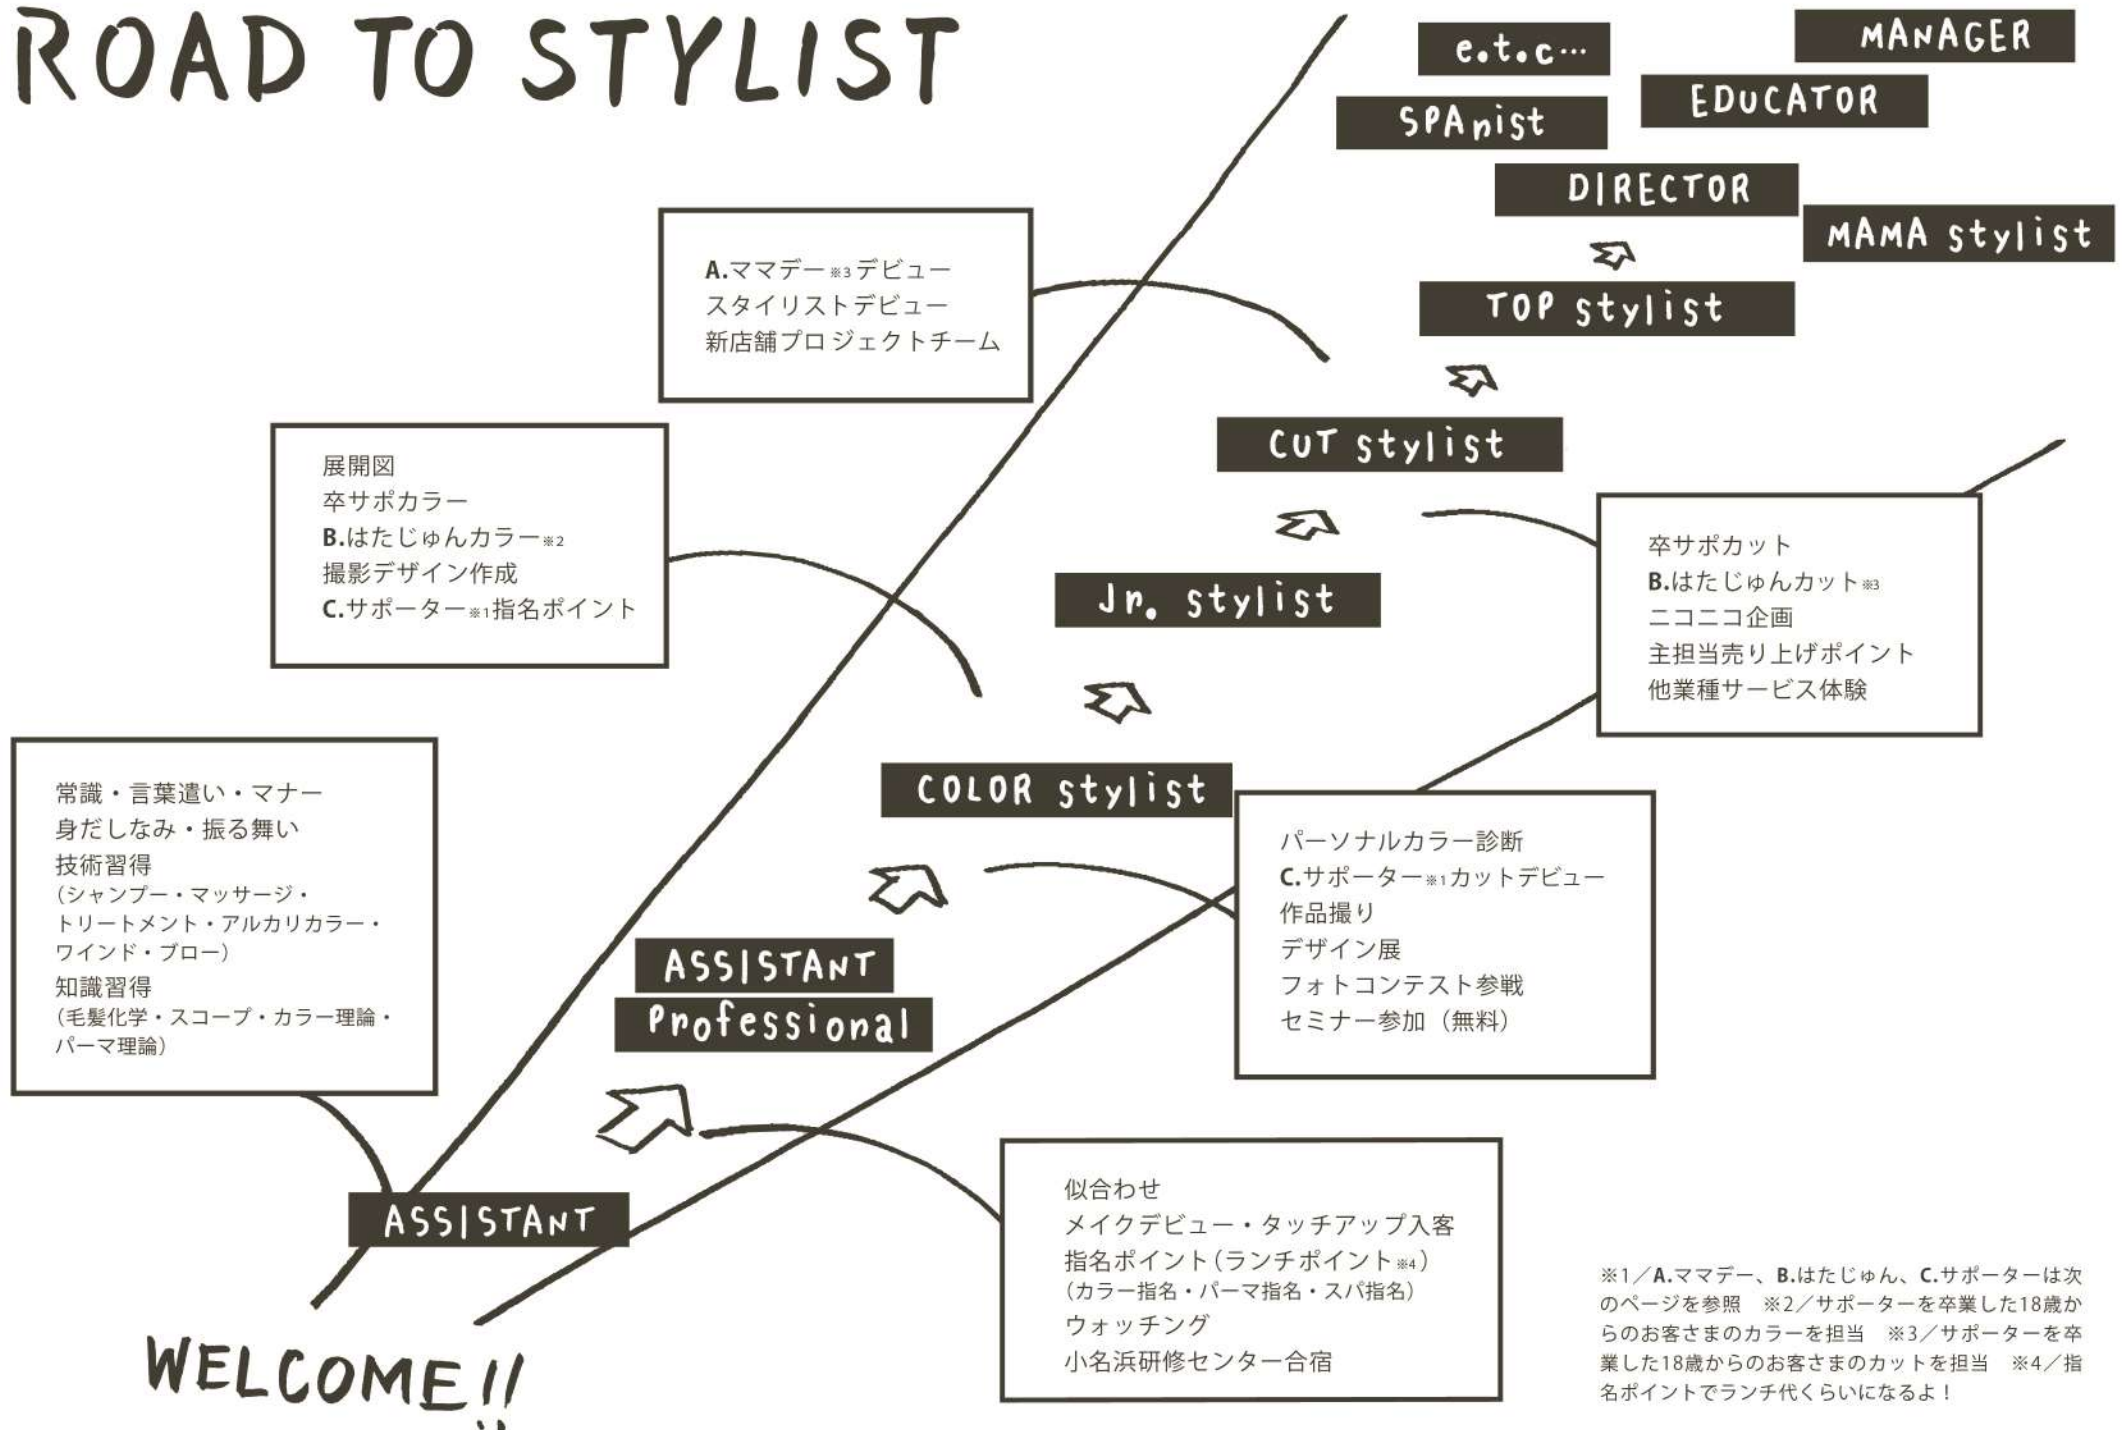 ROAD TO STYLIST
e.t.c…
MANAGER
SPAnist
EDUCATOR
DIRECTOR
MAMA stylist
TOP stylist
A.ママデー※3デビュー
スタイリストデビュー
新店舗プロジェクトチーム
CUT stylist
展開図
卒サポカラー
B.はたじゅんカラー※2
撮影デザイン作成
C.サポーター※1指名ポイント
卒サポカット
B.はたじゅんカット※3
ニコニコ企画
主担当売り上げポイント
他業種サービス体験
Jr. stylist
COLOR stylist
常識・言葉遣い・マナー
身だしなみ・振る舞い
技術習得
（シャンプー・マッサージ・
トリートメント・アルカリカラー・
ワインド・ブロー）
知識習得
（毛髪化学・スコープ・カラー理論・
パーマ理論）
パーソナルカラー診断
C.サポーター※1カットデビュー
作品撮り
デザイン展
フォトコンテスト参戦
セミナー参加（無料）
ASSISTANT
Professional
ASSISTANT
似合わせ
メイクデビュー・タッチアップ入客
指名ポイント（ランチポイント※4）
（カラー指名・パーマ指名・スパ指名）
ウォッチング
小名浜研修センター合宿
WELCOME!!
※1／A.ママデー、B.はたじゅん、C.サポーターは次
のページを参照　※2／サポーターを卒業した18歳か
らのお客さまのカラーを担当　※3／サポーターを卒
業した18歳からのお客さまのカットを担当　※4／指
名ポイントでランチ代くらいになるよ！